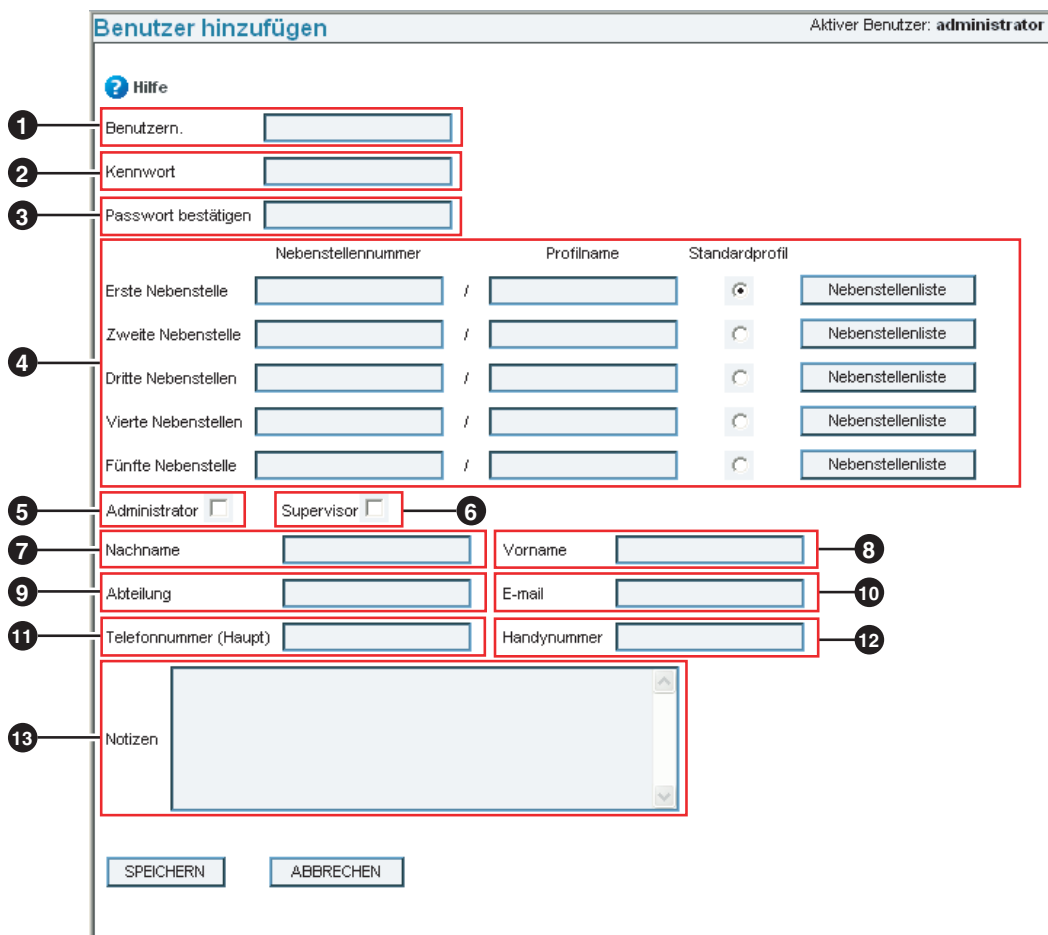 Benutzer hinzufügen Aktiver Benutzer: administrator
? Hilfe
1 Benutzern.
2 Kennwort
3 Passwort bestätigen
Nebenstellennummer Profilname Standardprofil
Erste Nebenstelle / Nebenstellenliste
Zweite Nebenstelle / Nebenstellenliste
4 Dritte Nebenstellen / Nebenstellenliste
Vierte Nebenstellen / Nebenstellenliste
Fünfte Nebenstelle / Nebenstellenliste
5 Administrator Supervisor 6
7 Nachname Vorname 8
9 Abteilung E-mail 10
11 Telefonnummer (Haupt) Handynummer 12
13 Notizen
SPEICHERN ABBRECHEN